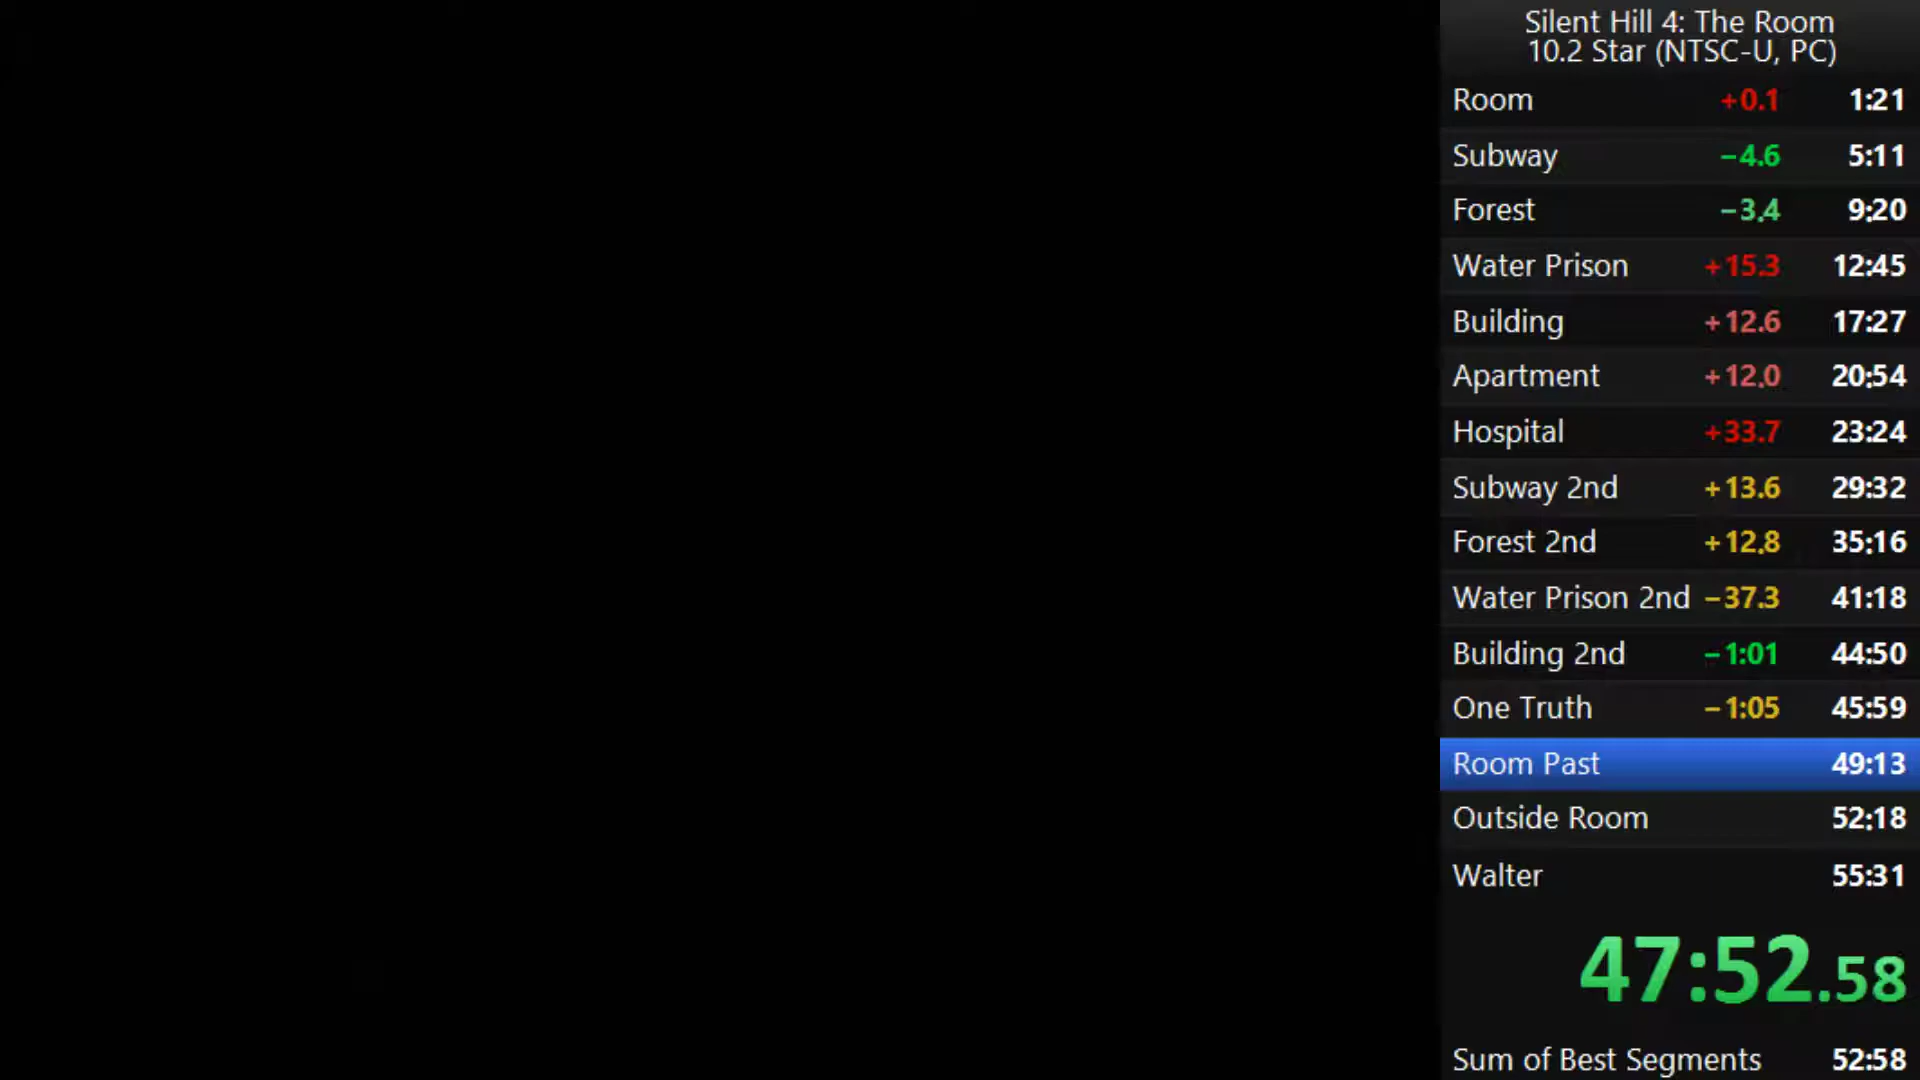 Silent Hill 4: The Room
10.2 Star (NTSC-U, PC)
Room +0.1 1:21
Subway −4.6 5:11
Forest −3.4 9:20
Water Prison +15.3 12:45
Building +12.6 17:27
Apartment +12.0 20:54
Hospital +33.7 23:24
Subway 2nd +13.6 29:32
Forest 2nd +12.8 35:16
Water Prison 2nd −37.3 41:18
Building 2nd −1:01 44:50
One Truth −1:05 45:59
Room Past 49:13
Outside Room 52:18
Walter 55:31
47:52.58
Sum of Best Segments 52:58